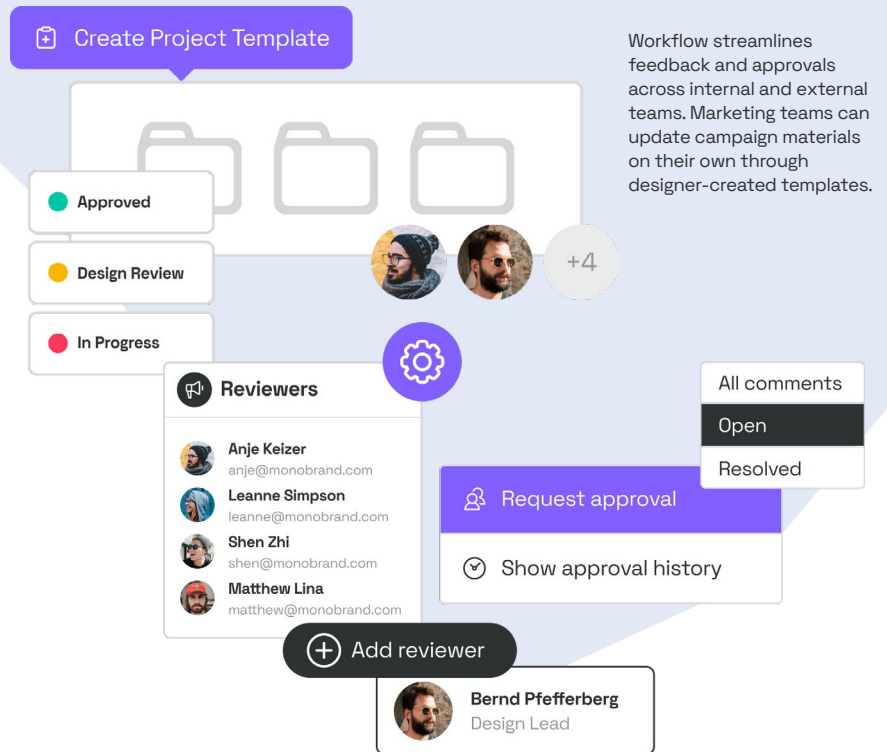 Create Project Template
Workflow streamlines
feedback and approvals
across internal and external
teams. Marketing teams can
update campaign materials
on their own through
designer-created templates.
Approved
Design Review
In Progress
+4
Reviewers
Anje Keizer
anje@monobrand.com
Leanne Simpson
leanne@monobrand.com
Shen Zhi
shen@monobrand.com
Matthew Lina
matthew@monobrand.com
All comments
Open
Resolved
Request approval
Show approval history
Add reviewer
Bernd Pfefferberg
Design Lead